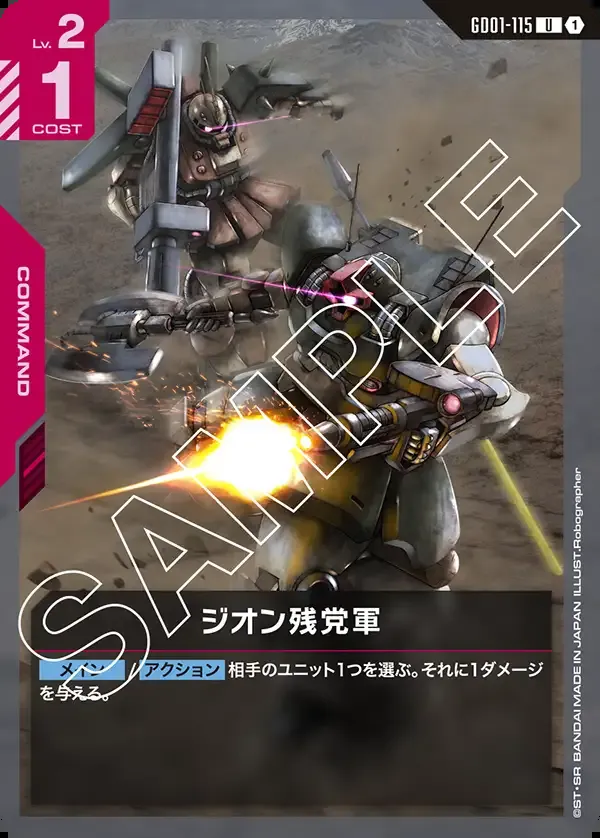 GD01-115 U 1
Lv. 2
1
COST
COMMAND
SAMPLE
ジオン残党軍
メイン / アクション 相手のユニット1つを選ぶ。それに1ダメージ
を与える。
©ST・SR BANDAI MADE IN JAPAN ILLUST.Robographer